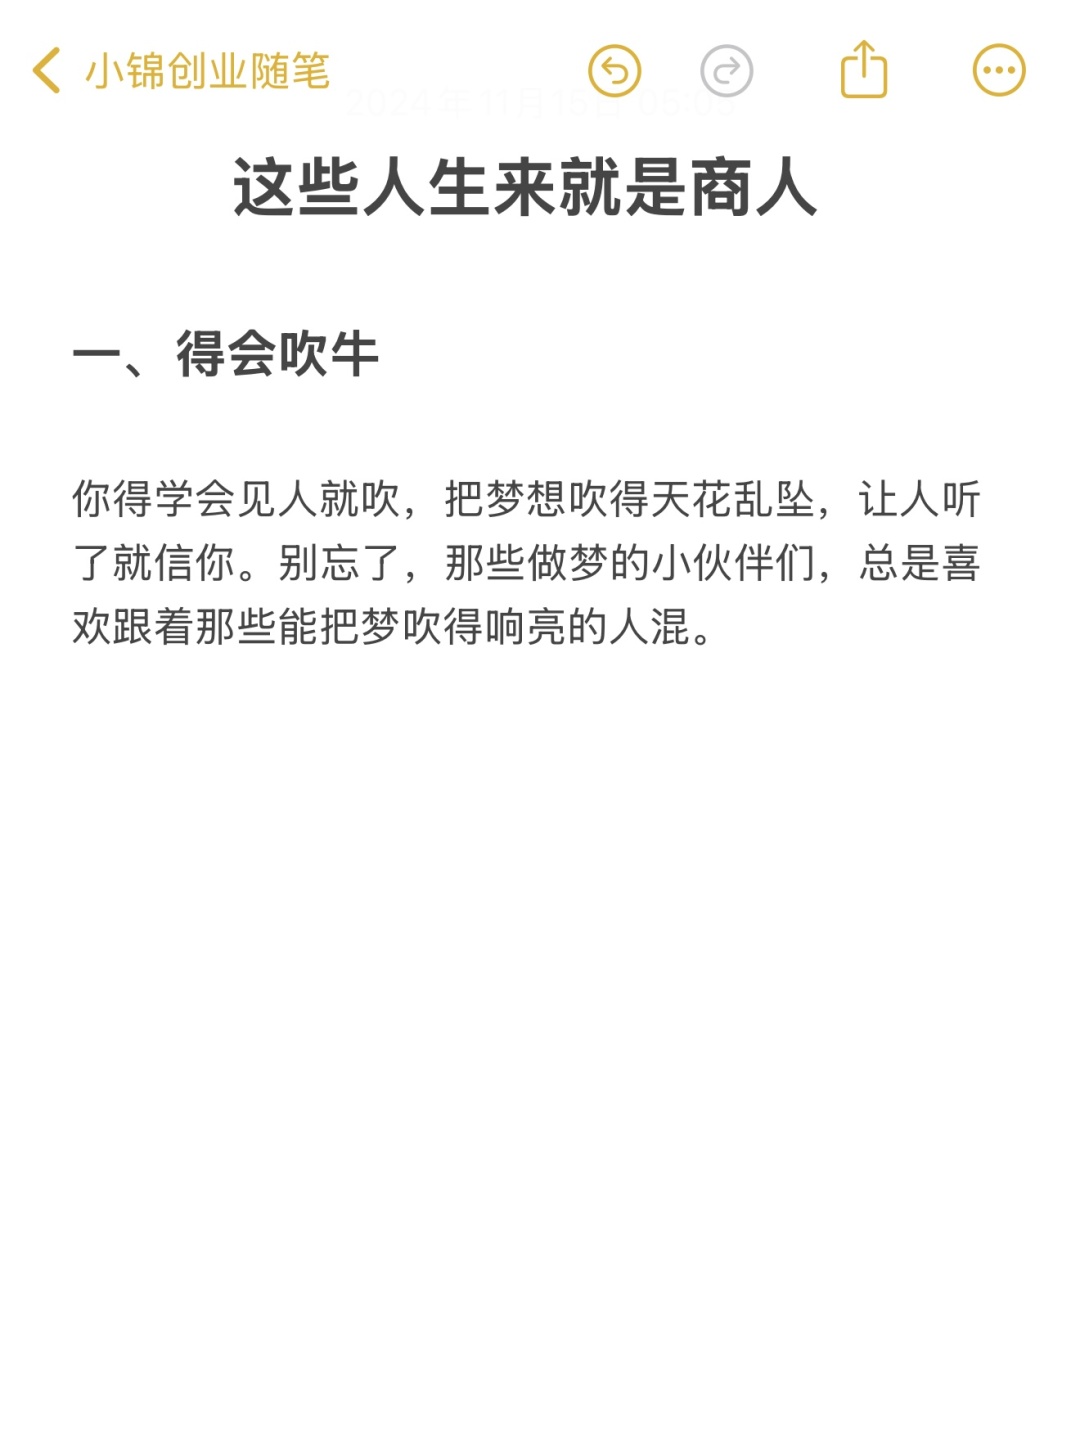 小锦创业随笔
2024年11月15日 05:05
这些人生来就是商人
一、得会吹牛
你得学会见人就吹，把梦想吹得天花乱坠，让人听
了就信你。别忘了，那些做梦的小伙伴们，总是喜
欢跟着那些能把梦吹得响亮的人混。